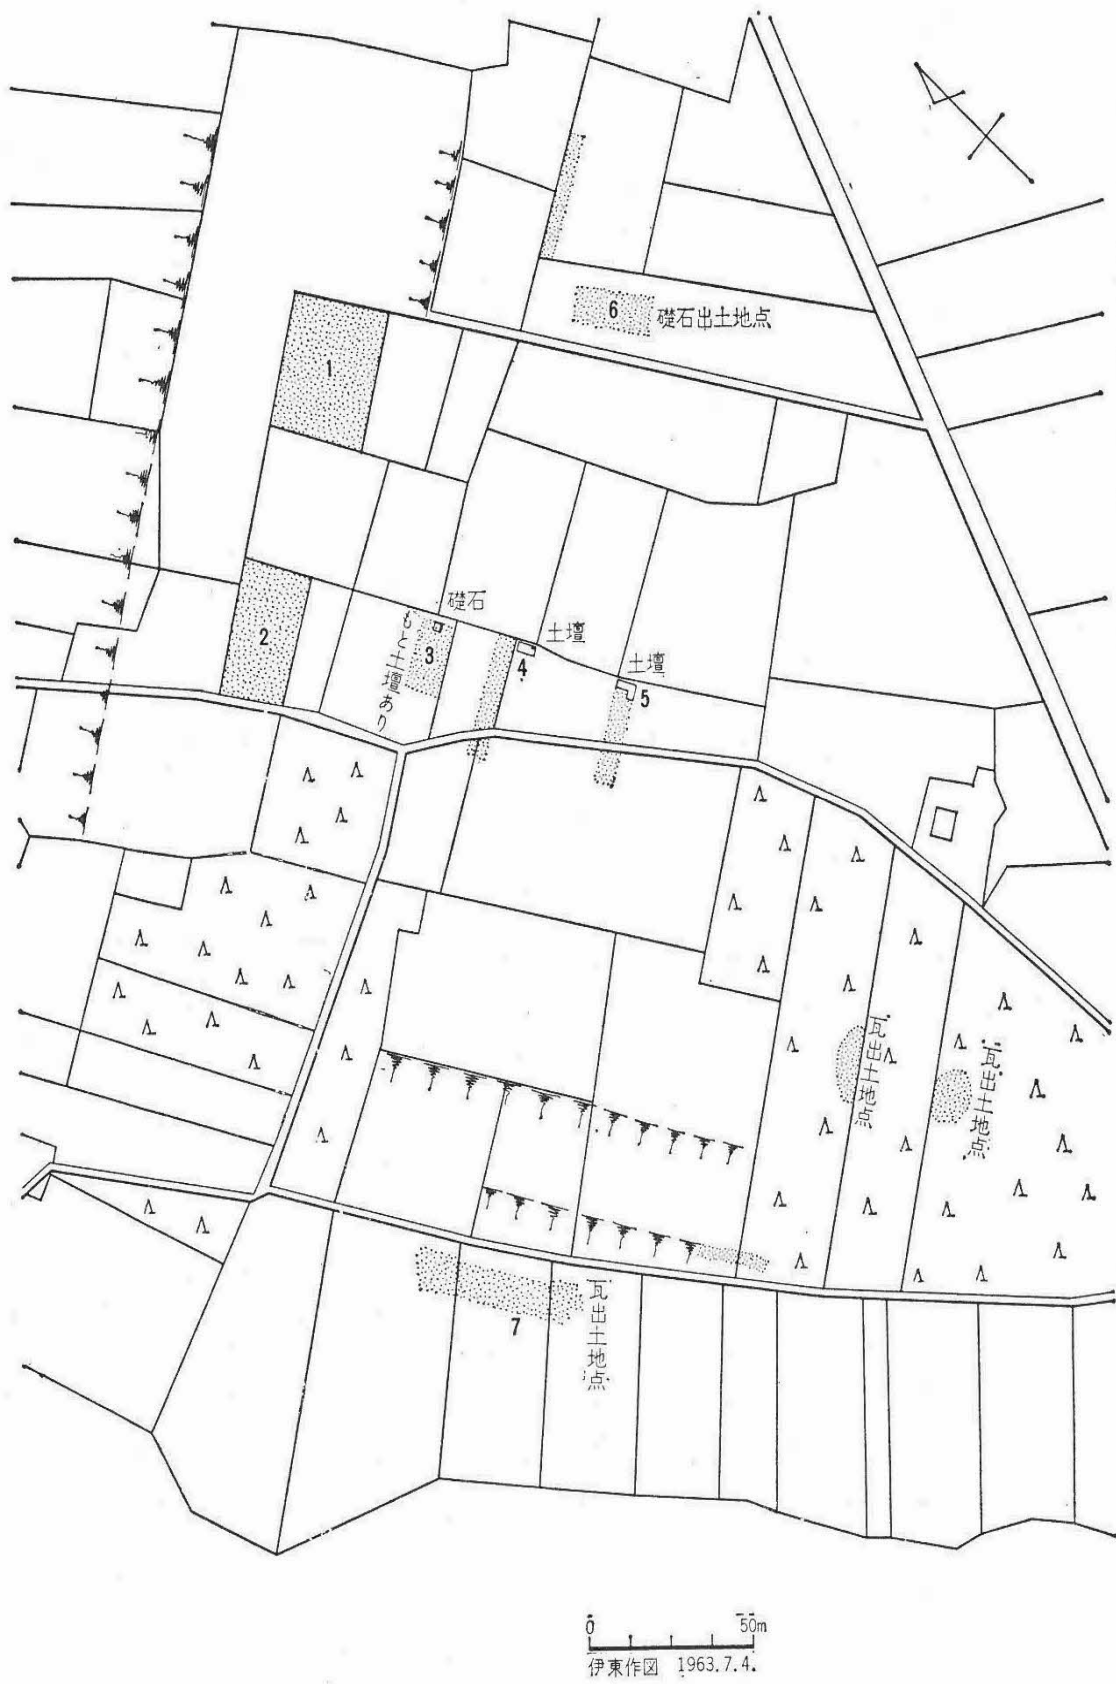 6
礎石出土地点
1
礎石
もと土壇あり
2
3
土壇
4
土壇
5
瓦出土地点
瓦出土地点
瓦出土地点
7
0
50m
伊東作図 1963.7.4.